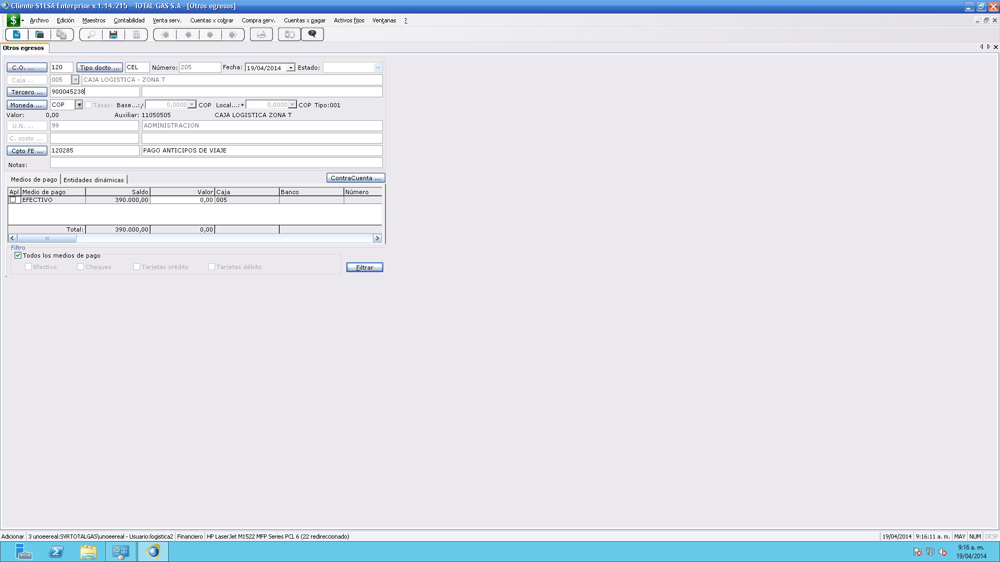 Cliente S1ESA Enterprise v.1.14.215 - TOTAL GAS S.A - [Otros egresos]
Archivo Edición Maestros Contabilidad Venta serv. Cuentas x cobrar Compra serv. Cuentas x pagar Activos fijos Ventanas ?
Otros egresos
C.O. ... 120 Tipo docto ... CEL Número: 205 Fecha: 19/04/2014 Estado:
Caja ... 005 CAJA LOGISTICA - ZONA T
Tercero ... 900045238
Moneda ... COP Tasas: Base...:/ 0,0000 COP Local...:* 0,0000 COP Tipo:001
Valor: 0,00 Auxiliar: 11050505 CAJA LOGISTICA ZONA T
U.N. ... 99 ADMINISTRACION
C. costo ...
Cpto FE ... 120285 PAGO ANTICIPOS DE VIAJE
Notas:
Medios de pago Entidades dinámicas ContraCuenta ...
Apl Medio de pago Saldo Valor Caja Banco Número
EFECTIVO 390.000,00 0,00 005
Total: 390.000,00 0,00
Filtro
Todos los medios de pago
Efectivo Cheques Tarjetas crédito Tarjetas débito Filtrar
Adicionar 3 unoeereal:SVRTOTALGAS\unoeereal - Usuario:logistica2 Financiero HP LaserJet M1522 MFP Series PCL 6 (22 redireccionado) 19/04/2014 9:16:11 a. m. MAY NUM DESP
9:16 a. m.
19/04/2014